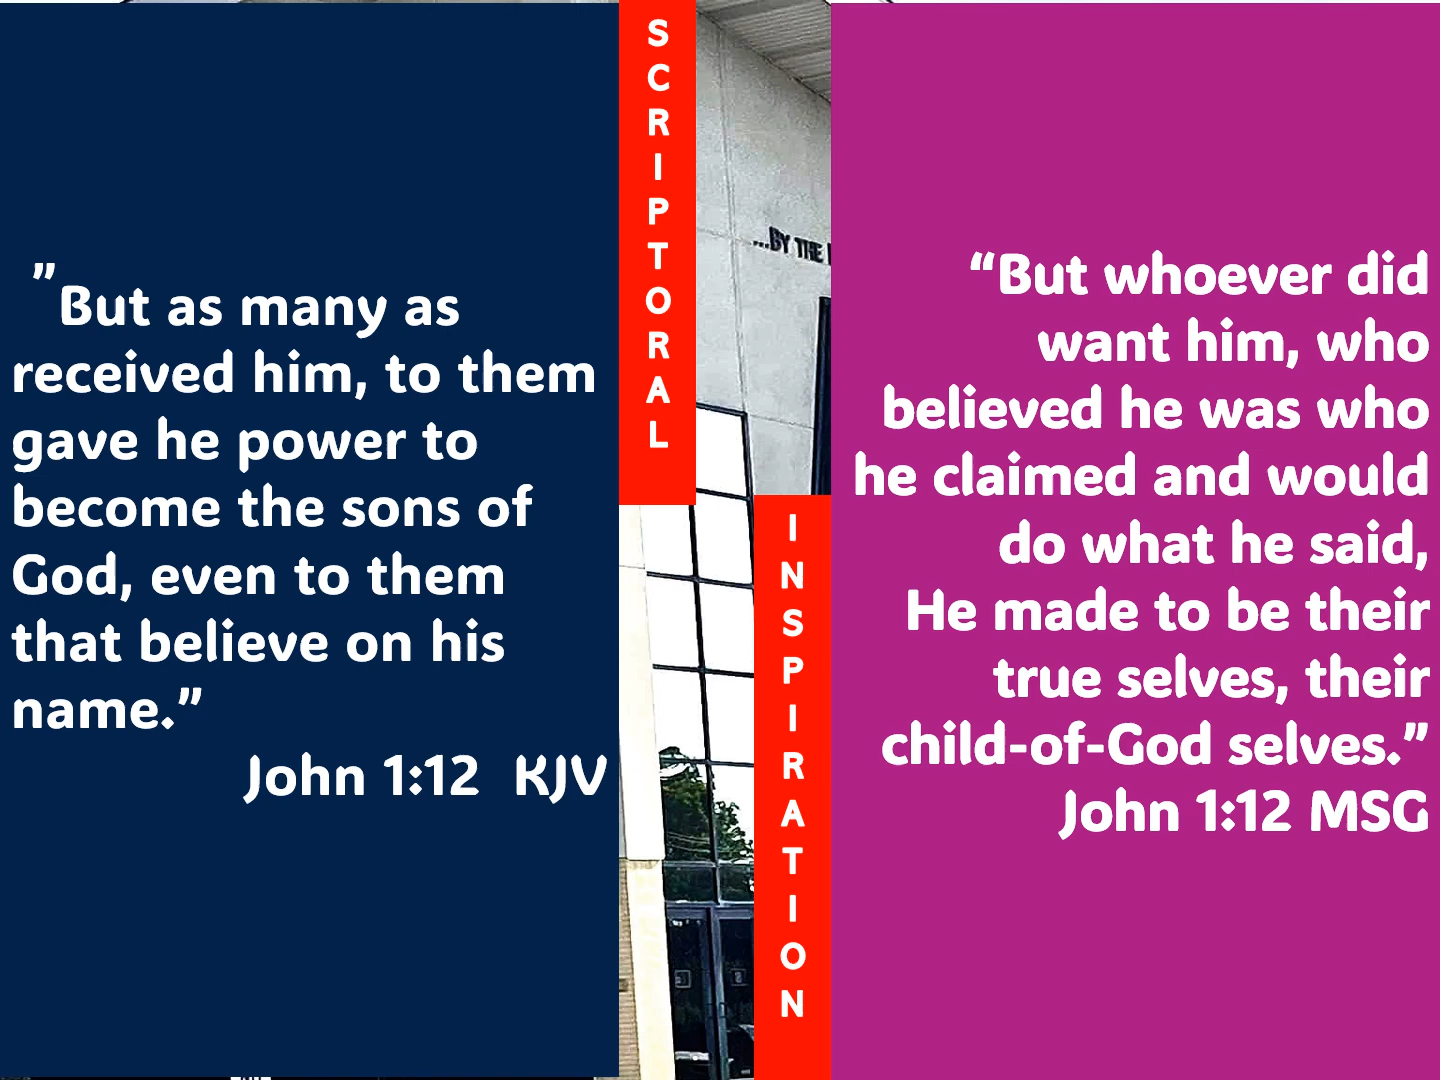 ”But as many as
received him, to them
gave he power to
become the sons of
God, even to them
that believe on his
name.”
John 1:12  KJV
SCRIPTORAL
...BY THE
INSPIRATION
“But whoever did
want him, who
believed he was who
he claimed and would
do what he said,
He made to be their
true selves, their
child-of-God selves.”
John 1:12 MSG